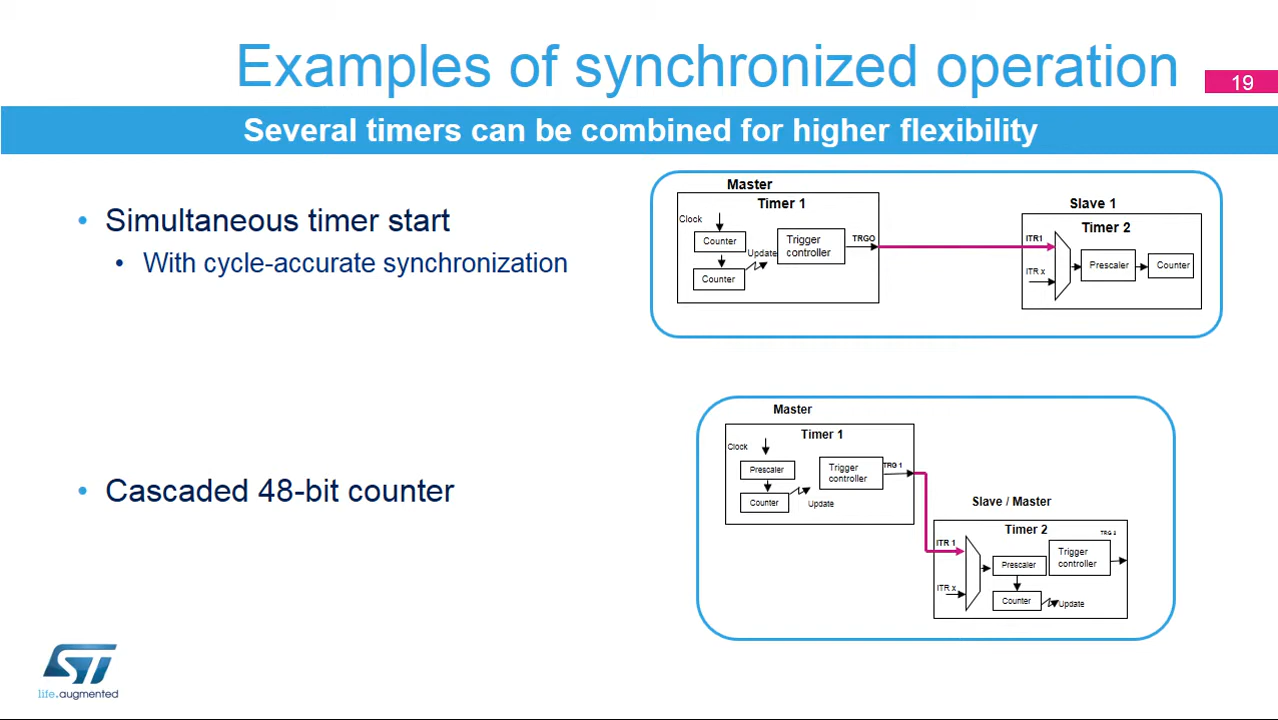 Examples of synchronized operation
19
Several timers can be combined for higher flexibility
• Simultaneous timer start
• With cycle-accurate synchronization
Master
Timer 1
Clock
Counter
Update
Trigger
controller
TRGO
Counter
Slave 1
Timer 2
ITR1
ITR x
Prescaler
Counter
• Cascaded 48-bit counter
Master
Timer 1
Clock
Prescaler
Counter
Update
Trigger
controller
TRG 1
Slave / Master
Timer 2
ITR 1
ITR x
Prescaler
Counter
Update
Trigger
controller
TRG 2
ST
life.augmented